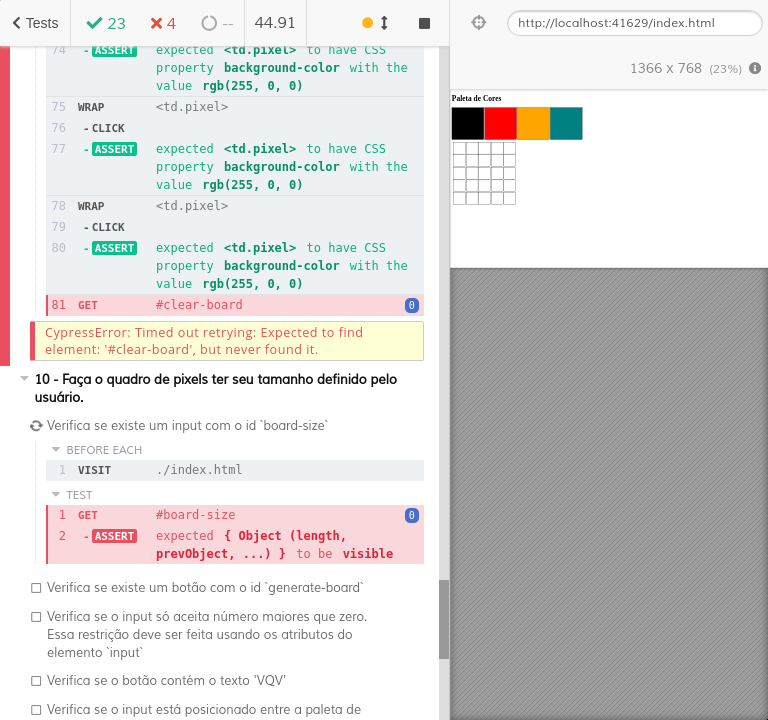 Tests 23 4 -- 44.91
http://localhost:41629/index.html
1366 x 768 (23%)
74 - ASSERT expected <td.pixel> to have CSS
property background-color with the
value rgb(255, 0, 0)
75 WRAP <td.pixel>
76 - CLICK
77 - ASSERT expected <td.pixel> to have CSS
property background-color with the
value rgb(255, 0, 0)
78 WRAP <td.pixel>
79 - CLICK
80 - ASSERT expected <td.pixel> to have CSS
property background-color with the
value rgb(255, 0, 0)
81 GET #clear-board 0
CypressError: Timed out retrying: Expected to find
element: '#clear-board', but never found it.
10 - Faça o quadro de pixels ter seu tamanho definido pelo
usuário.
Verifica se existe um input com o id `board-size`
BEFORE EACH
1 VISIT ./index.html
TEST
1 GET #board-size 0
2 - ASSERT expected { Object (length,
prevObject, ...) } to be visible
Verifica se existe um botão com o id `generate-board`
Verifica se o input só aceita número maiores que zero.
Essa restrição deve ser feita usando os atributos do
elemento `input`
Verifica se o botão contém o texto 'VQV'
Verifica se o input está posicionado entre a paleta de
Paleta de Cores